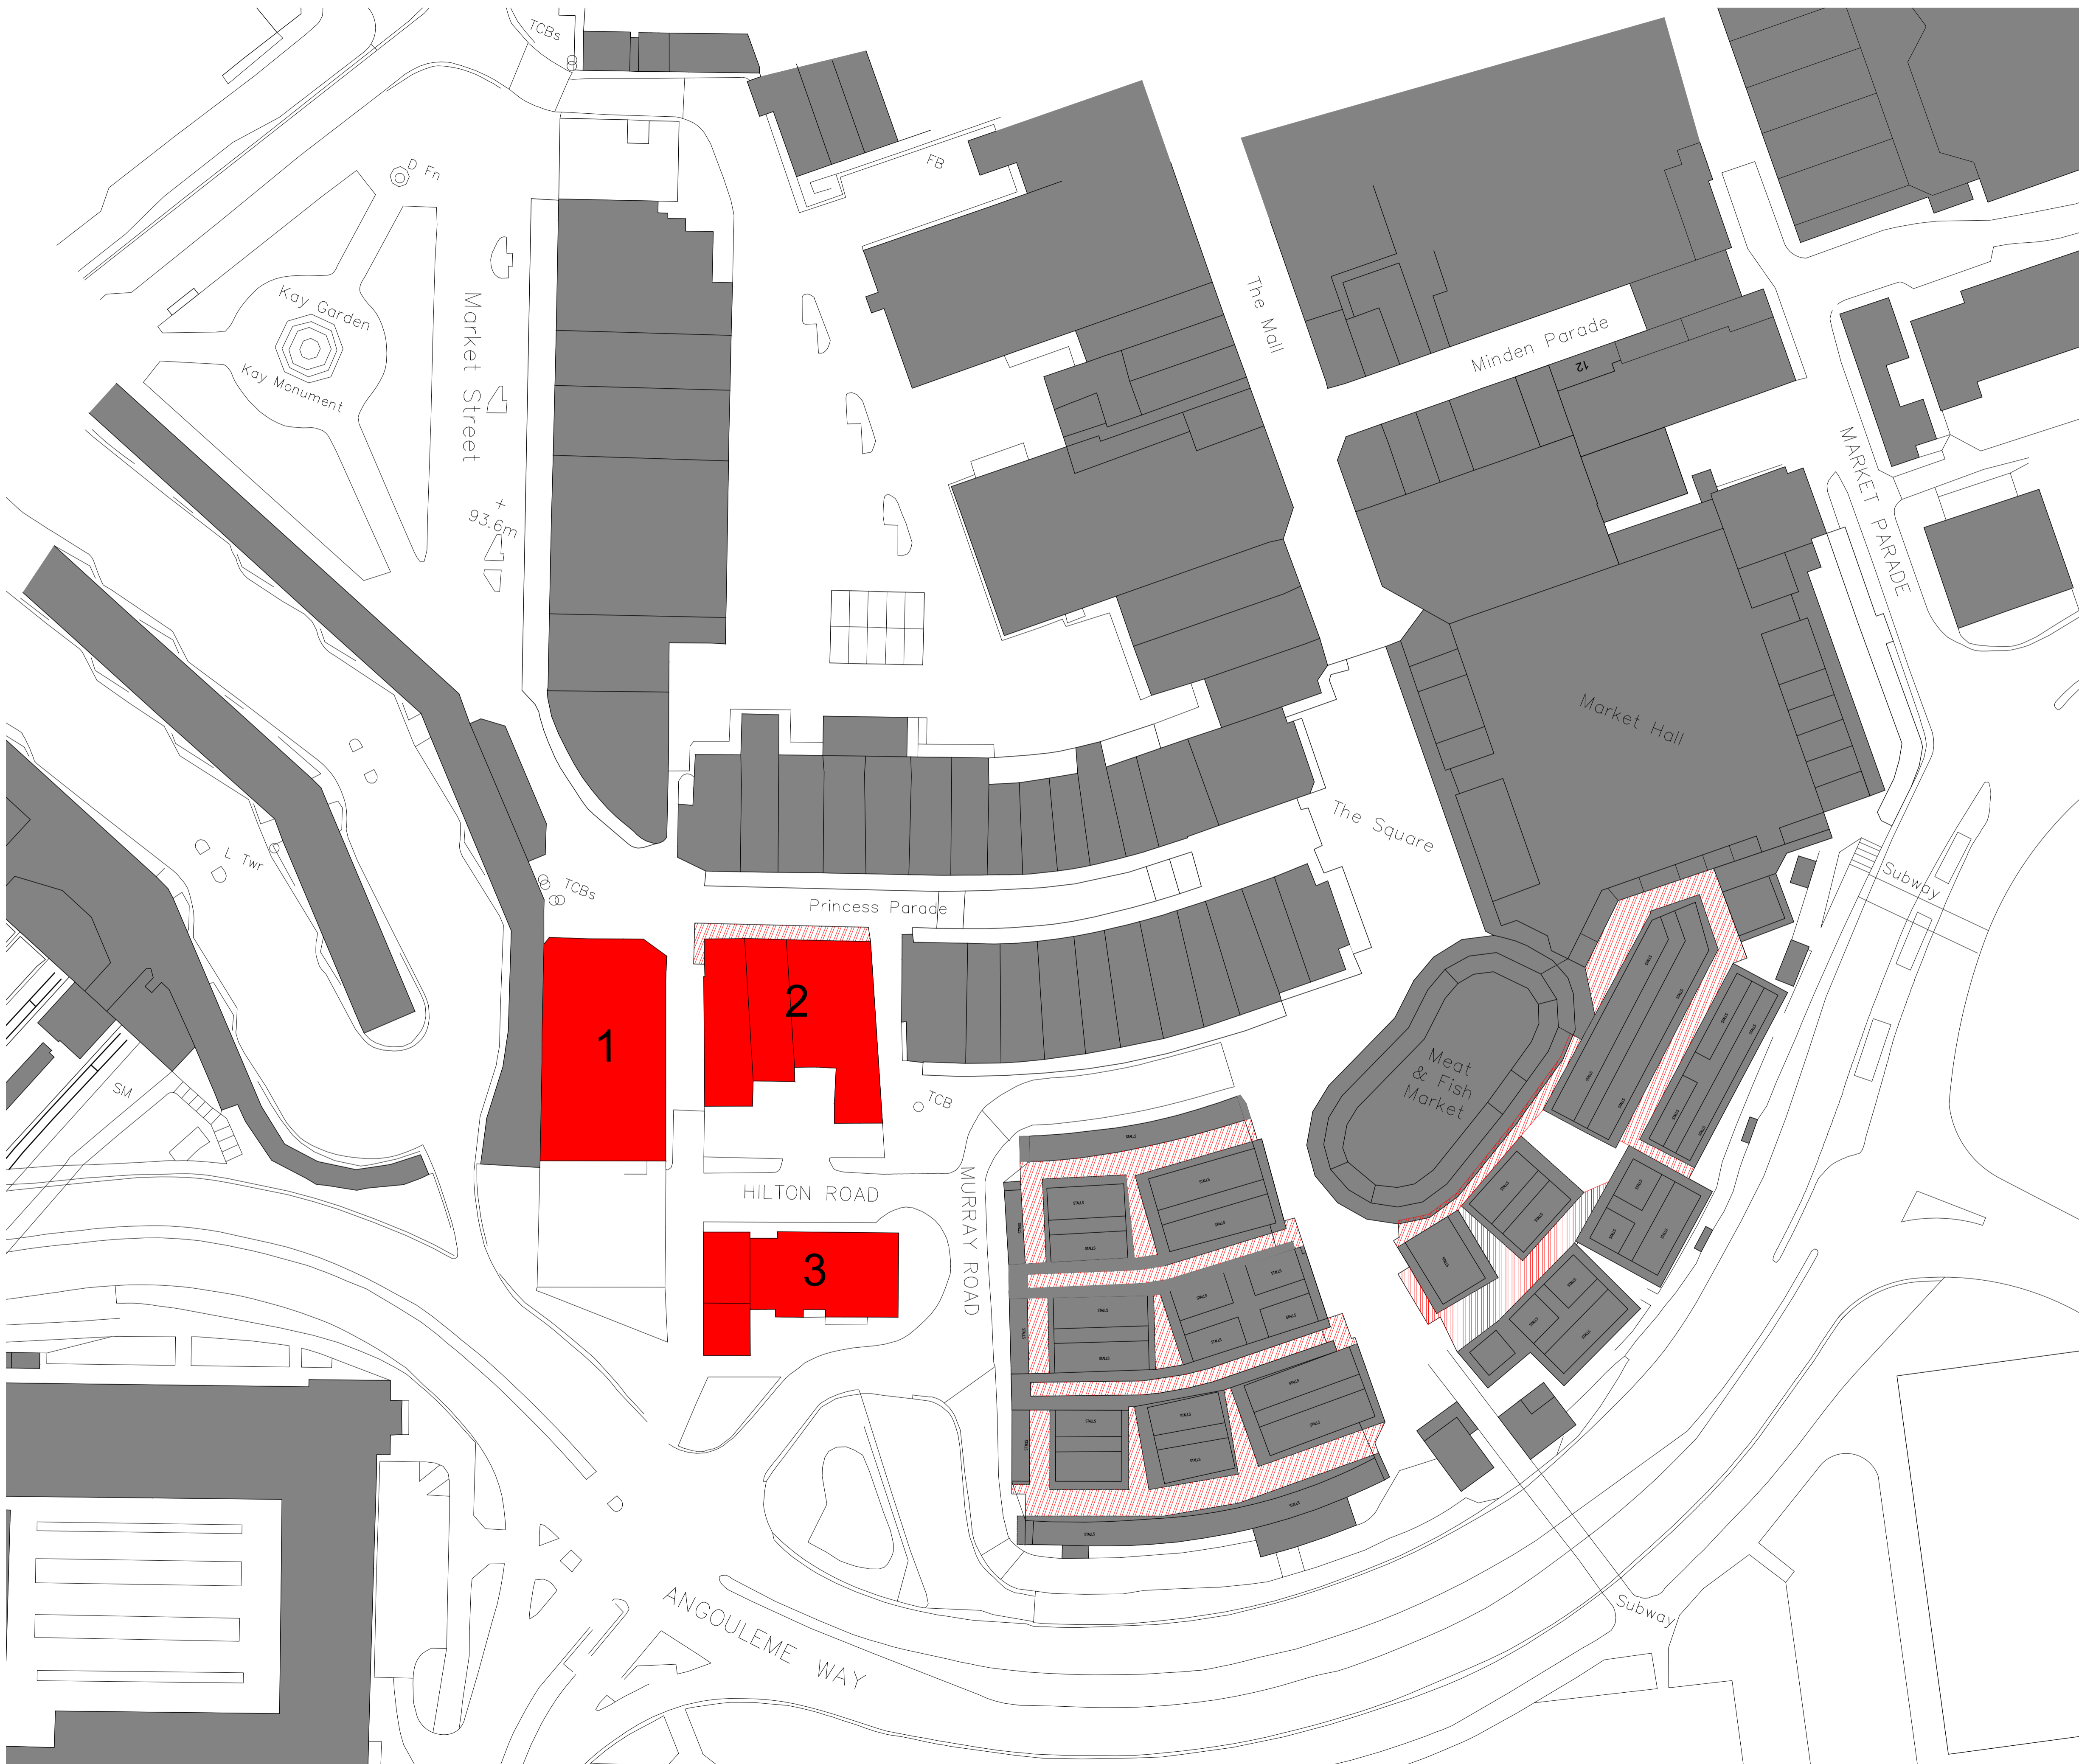 TCBs
D Fn
FB
Kay Garden
Kay Monument
Market Street
The Mall
Minden Parade
12
MARKET PARADE
+
93.6m
Market Hall
The Square
Subway
L Twr
TCBs
Princess Parade
1
2
SM
TCB
Meat
& Fish
Market
HILTON ROAD
MURRAY ROAD
3
ANGOULEME WAY
Subway